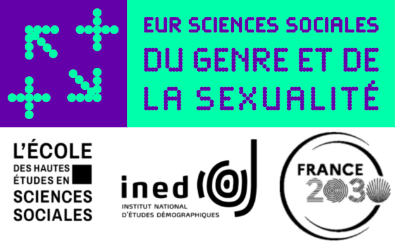 EUR SCIENCES SOCIALES
DU GENRE ET DE
LA SEXUALITÉ
L'ÉCOLE
DES HAUTES
ÉTUDES EN
SCIENCES
SOCIALES
ined
INSTITUT NATIONAL
D'ÉTUDES DÉMOGRAPHIQUES
FRANCE
2030